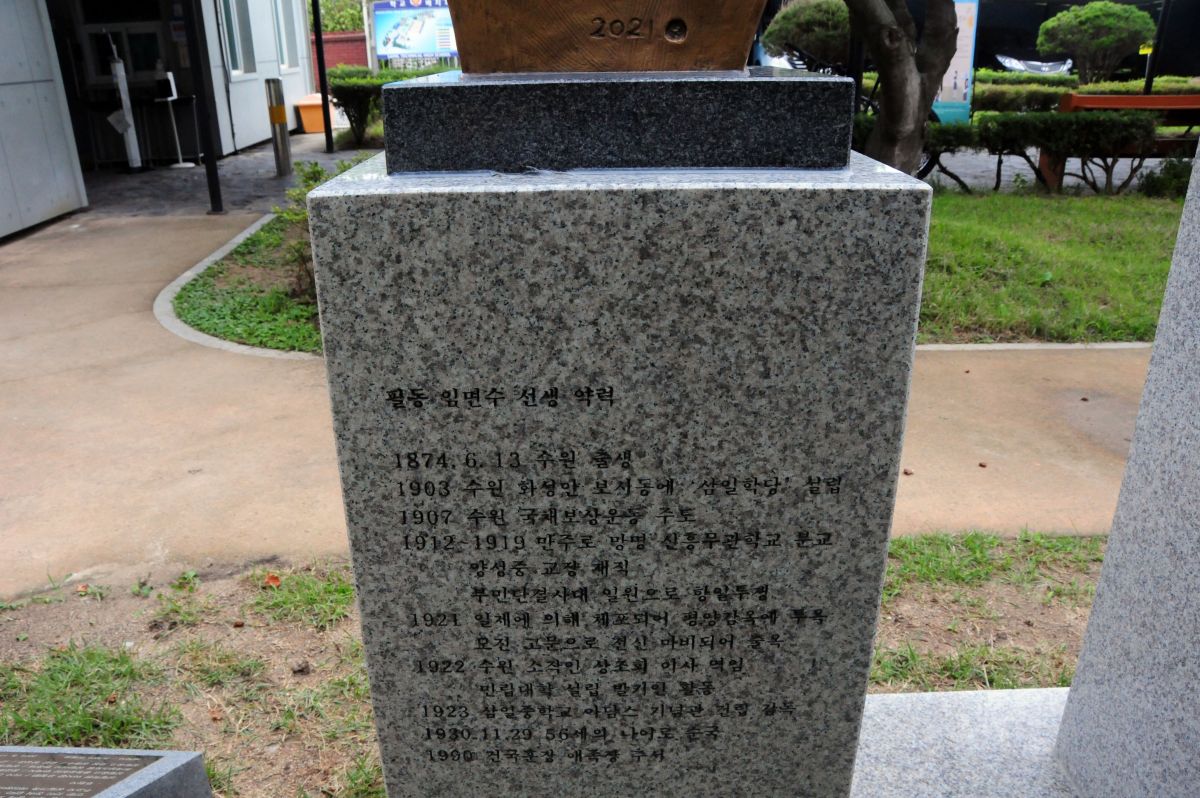 2021
필동 임면수 선생 약력
1874. 6. 13 수원 출생
1903 수원 화성안 보시동에 '삼일학당' 설립
1907 수원 국채보상운동 주도
1912-1919 만주로 망명 신흥무관학교 분교
양성중 교장 재직
부민단결사대 일원으로 항일투쟁
1921 일제에 의해 체포되어 평양감옥에 투옥
모진 고문으로 전신 마비되어 출옥
1922 수원 소작인 상조회 이사 역임
민립대학 설립 발기인 활동
1923 삼일중학교 아담스 기념관 건립 감독
1930.11.29 56세의 나이로 순국
1990 건국훈장 애족장 추서